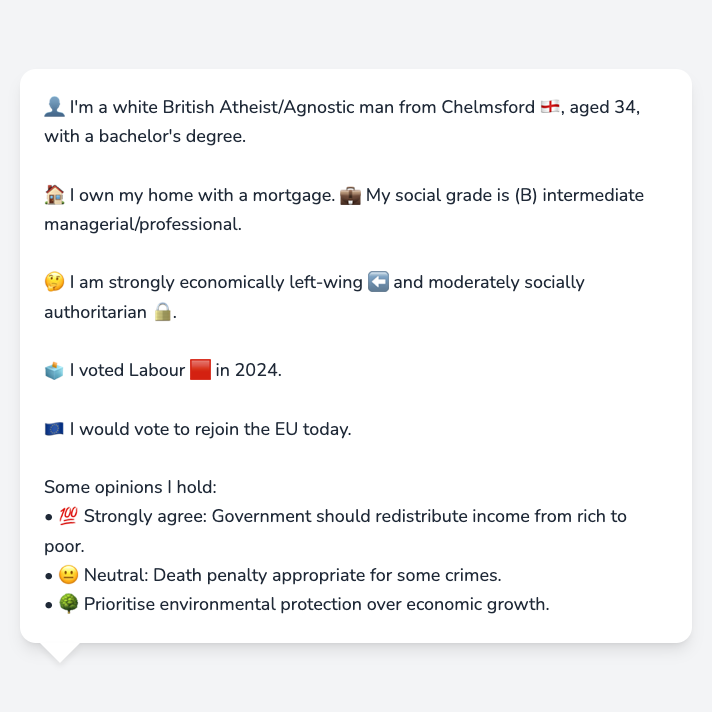 👤 I'm a white British Atheist/Agnostic man from Chelmsford 🏴󠁧󠁢󠁥󠁮󠁧󠁿, aged 34,
with a bachelor's degree.
🏠 I own my home with a mortgage. 💼 My social grade is (B) intermediate
managerial/professional.
🤔 I am strongly economically left-wing ⬅️ and moderately socially
authoritarian 🔒.
🗳️ I voted Labour 🟥 in 2024.
🇪🇺 I would vote to rejoin the EU today.
Some opinions I hold:
• 💯 Strongly agree: Government should redistribute income from rich to
poor.
• 😐 Neutral: Death penalty appropriate for some crimes.
• 🌳 Prioritise environmental protection over economic growth.